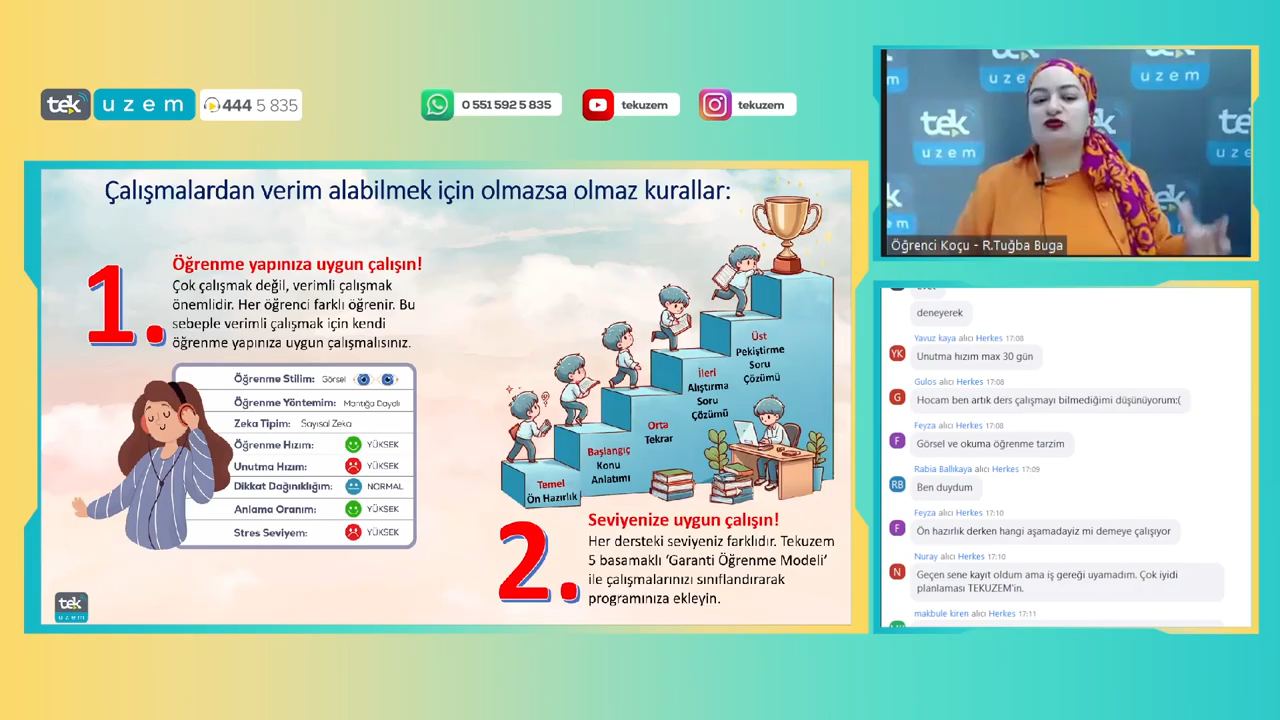 tek uzem 444 5 835
0 551 592 5 835
tekuzem
tekuzem
Çalışmalardan verim alabilmek için olmazsa olmaz kurallar:
1.
Öğrenme yapınıza uygun çalışın!
Çok çalışmak değil, verimli çalışmak
önemlidir. Her öğrenci farklı öğrenir. Bu
sebeple verimli çalışmak için kendi
öğrenme yapınıza uygun çalışmalısınız.
Öğrenme Stilim: Görsel
Öğrenme Yöntemim: Mantığa Dayalı
Zeka Tipim: Sayısal Zeka
Öğrenme Hızım: YÜKSEK
Unutma Hızım: YÜKSEK
Dikkat Dağınıklığım: NORMAL
Anlama Oranım: YÜKSEK
Stres Seviyem: YÜKSEK
Temel
Ön Hazırlık
Başlangıç
Konu
Anlatımı
Orta
Tekrar
İleri
Alıştırma
Soru
Çözümü
Üst
Pekiştirme
Soru
Çözümü
2.
Seviyenize uygun çalışın!
Her dersteki seviyeniz farklıdır. Tekuzem
5 basamaklı ‘Garanti Öğrenme Modeli’
ile çalışmalarınızı sınıflandırarak
programınıza ekleyin.
tek
uzem
tek
uzem
Öğrenci Koçu - R.Tuğba Buga
deneyerek
Yavuz kaya alıcı Herkes 17:08
YK
Unutma hızım max 30 gün
Gulos alıcı Herkes 17:08
G
Hocam ben artık ders çalışmayı bilmediğimi düşünüyorum:(
Feyza alıcı Herkes 17:08
F
Görsel ve okuma öğrenme tarzim
Rabia Ballıkaya alıcı Herkes 17:09
RB
Ben duydum
Feyza alıcı Herkes 17:10
F
Ön hazırlık derken hangi aşamadayiz mi demeye çalışıyor
Nuray alıcı Herkes 17:10
N
Geçen sene kayıt oldum ama iş gereği uyamadım. Çok iyidi
planlaması TEKUZEM'in.
makbule kiren alıcı Herkes 17:11